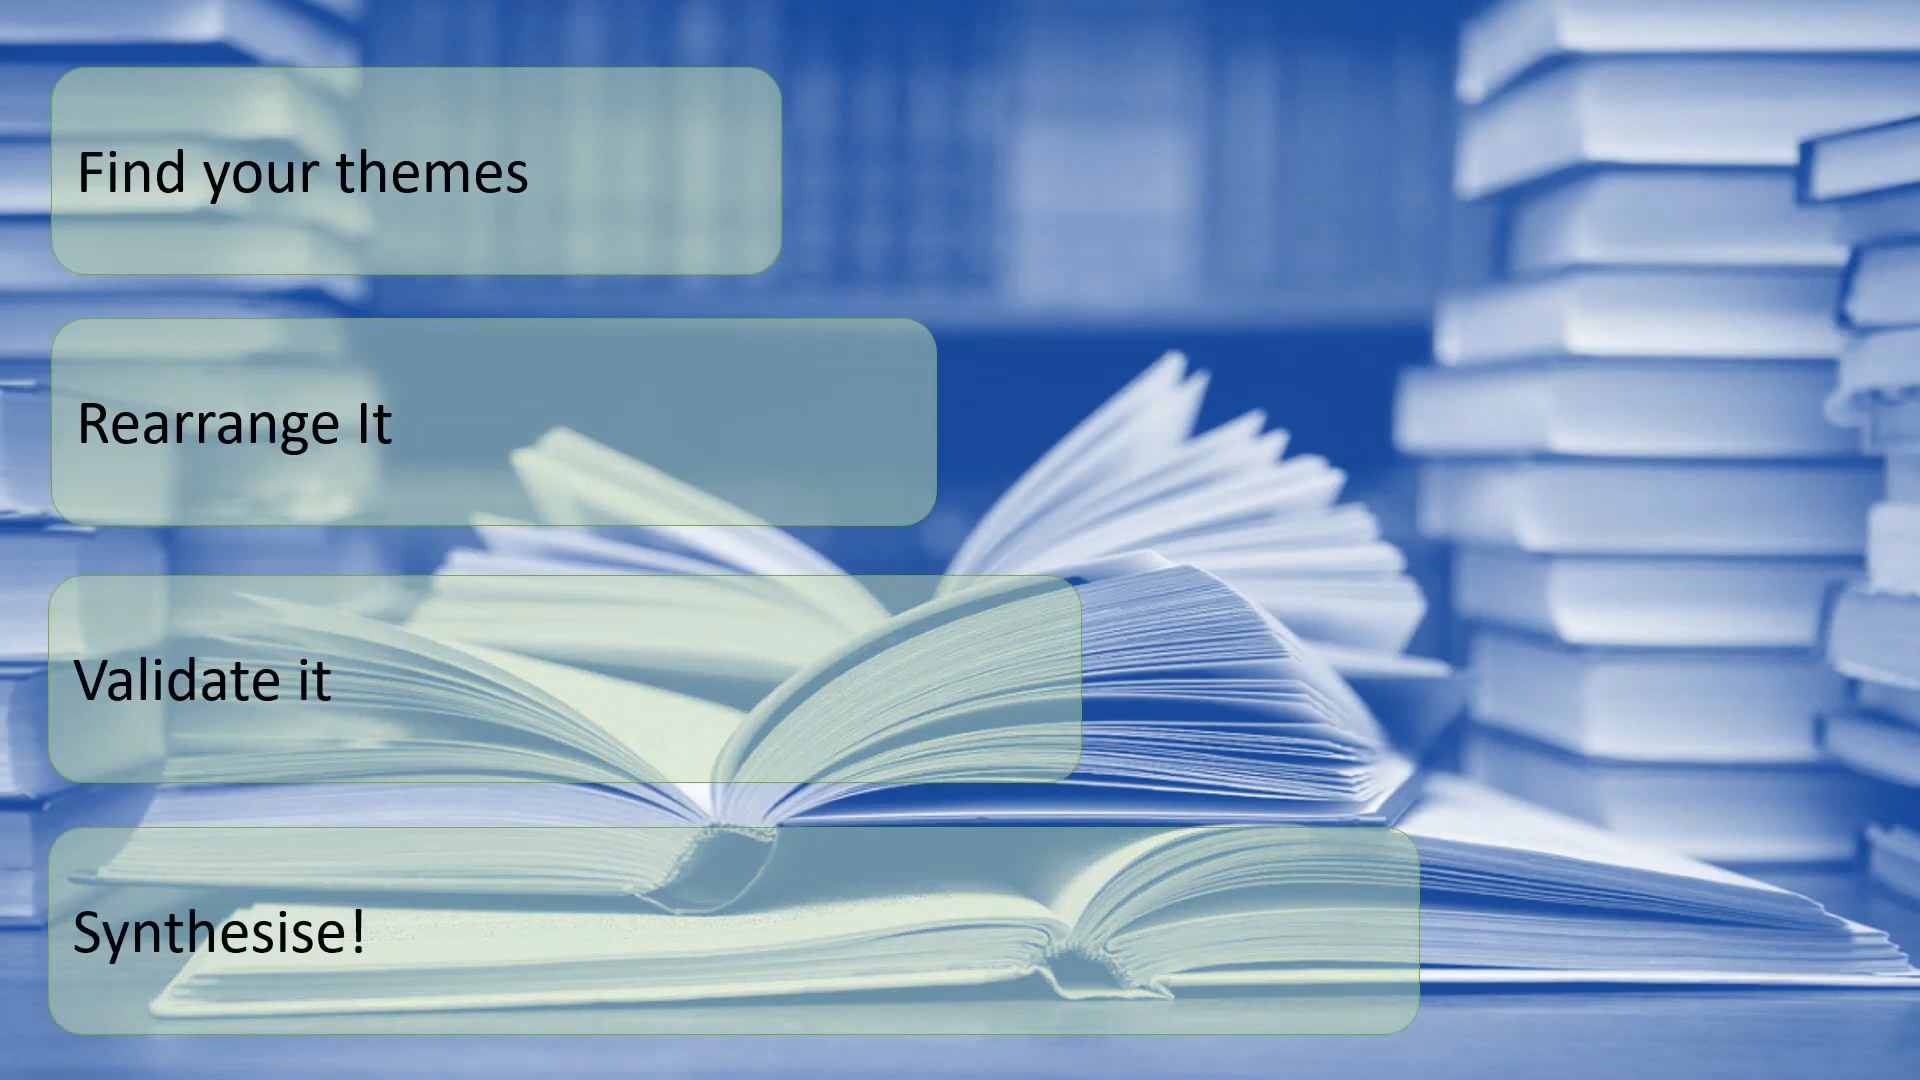 Find your themes
Rearrange It
Validate it
Synthesise!